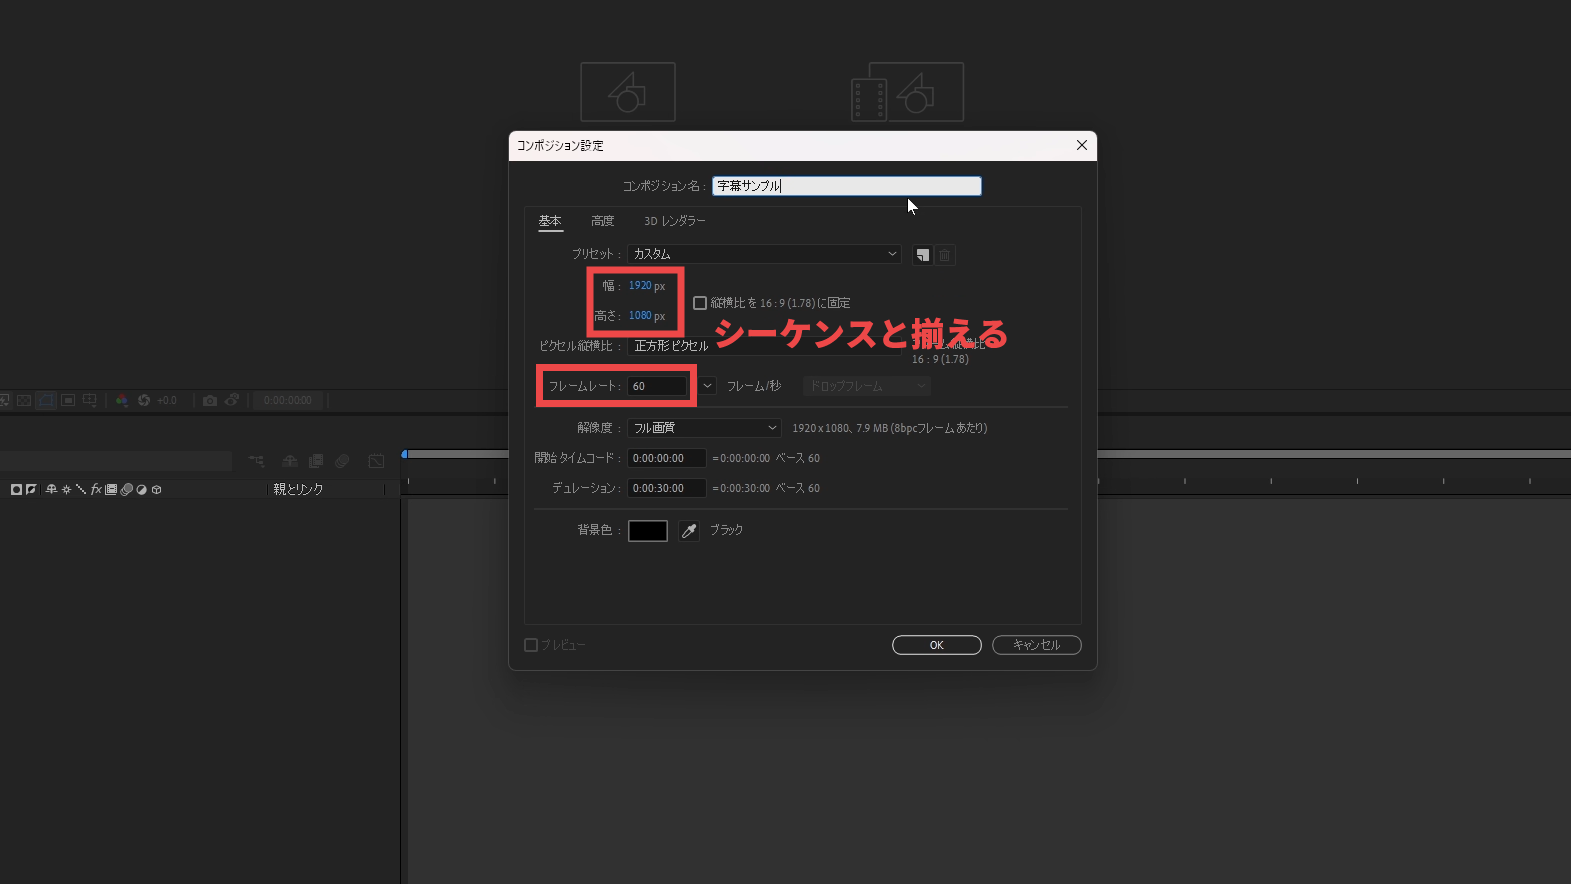 コンポジション設定
コンポジション名 : 字幕サンプル
基本 高度 3D レンダラー
プリセット : カスタム
幅 : 1920 px
縦横比を 16 : 9 (1.78) に固定
高さ : 1080 px
シーケンスと揃える
ピクセル縦横比 : 正方形ピクセル
16 : 9 (1.78)
フレームレート : 60 フレーム/秒 ドロップフレーム
+0.0 0:00:00:00
解像度 : フル画質 1920 x 1080、7.9 MB (8bpcフレームあたり)
開始タイムコード : 0:00:00:00 = 0:00:00:00 ベース 60
デュレーション : 0:00:30:00 = 0:00:30:00 ベース 60
fx 親とリンク
背景色 : ブラック
プレビュー OK キャンセル